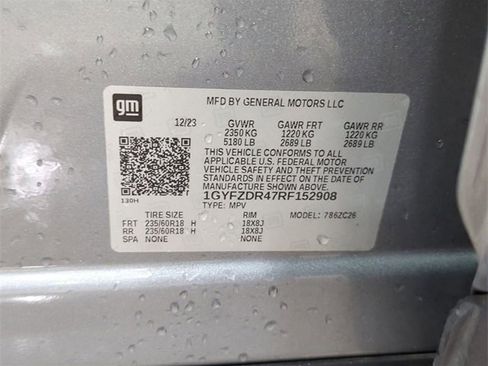 gm
MFD BY GENERAL MOTORS LLC
12/23 GVWR GAWR FRT GAWR RR
2350 KG 1220 KG 1220 KG
5180 LB 2689 LB 2689 LB
THIS VEHICLE CONFORMS TO ALL
APPLICABLE U.S. FEDERAL MOTOR
VEHICLE SAFETY AND THEFT PREVENTION
STANDARDS IN EFFECT ON THE DATE OF
MANUFACTURE SHOWN ABOVE.
130H
1GYFZDR47RF152908
TYPE: MPV
TIRE SIZE RIM MODEL: 786ZC26
FRT 235/60R18 H 18X8J
RR 235/60R18 H 18X8J
SPA NONE NONE